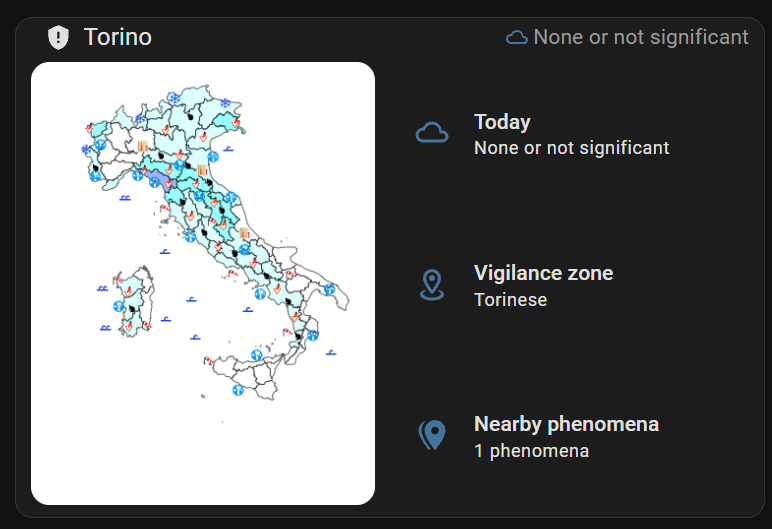 Torino
None or not significant
Today
None or not significant
Vigilance zone
Torinese
Nearby phenomena
1 phenomena